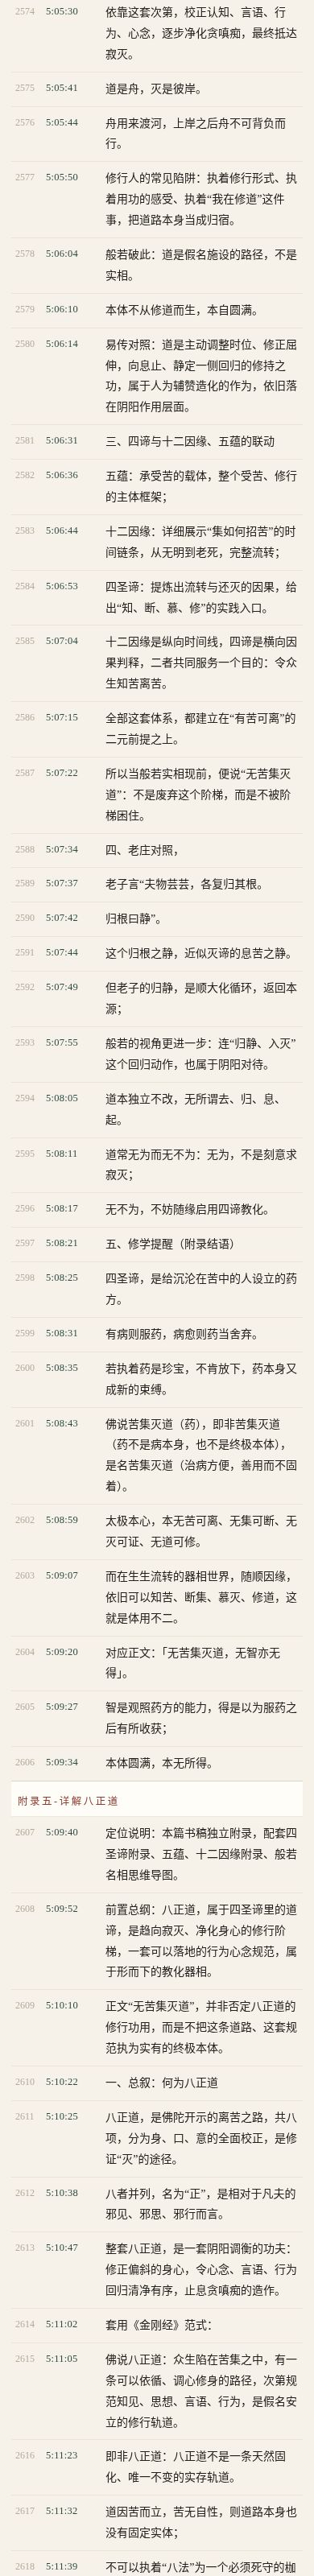 2574 5:05:30 依靠这套次第，校正认知、言语、行
为、心念，逐步净化贪嗔痴，最终抵达
寂灭。
2575 5:05:41 道是舟，灭是彼岸。
2576 5:05:44 舟用来渡河，上岸之后舟不可背负而
行。
2577 5:05:50 修行人的常见陷阱：执着修行形式、执
着用功的感受、执着“我在修道”这件
事，把道路本身当成归宿。
2578 5:06:04 般若破此：道是假名施设的路径，不是
实相。
2579 5:06:10 本体不从修道而生，本自圆满。
2580 5:06:14 易传对照：道是主动调整时位、修正屈
伸，向息止、静定一侧回归的修持之
功，属于人为辅赞造化的作为，依旧落
在阴阳作用层面。
2581 5:06:31 三、四谛与十二因缘、五蕴的联动
2582 5:06:36 五蕴：承受苦的载体，整个受苦、修行
的主体框架；
2583 5:06:44 十二因缘：详细展示“集如何招苦”的时
间链条，从无明到老死，完整流转；
2584 5:06:53 四圣谛：提炼出流转与还灭的因果，给
出“知、断、慕、修”的实践入口。
2585 5:07:04 十二因缘是纵向时间线，四谛是横向因
果判释，二者共同服务一个目的：令众
生知苦离苦。
2586 5:07:15 全部这套体系，都建立在“有苦可离”的
二元前提之上。
2587 5:07:22 所以当般若实相现前，便说“无苦集灭
道”：不是废弃这个阶梯，而是不被阶
梯困住。
2588 5:07:34 四、老庄对照，
2589 5:07:37 老子言“夫物芸芸，各复归其根。
2590 5:07:42 归根曰静”。
2591 5:07:44 这个归根之静，近似灭谛的息苦之静。
2592 5:07:49 但老子的归静，是顺大化循环，返回本
源；
2593 5:07:55 般若的视角更进一步：连“归静、入灭”
这个回归动作，也属于阴阳对待。
2594 5:08:05 道本独立不改，无所谓去、归、息、
起。
2595 5:08:11 道常无为而无不为：无为，不是刻意求
寂灭；
2596 5:08:17 无不为，不妨随缘启用四谛教化。
2597 5:08:21 五、修学提醒（附录结语）
2598 5:08:25 四圣谛，是给沉沦在苦中的人设立的药
方。
2599 5:08:31 有病则服药，病愈则药当舍弃。
2600 5:08:35 若执着药是珍宝，不肯放下，药本身又
成新的束缚。
2601 5:08:43 佛说苦集灭道（药），即非苦集灭道
（药不是病本身，也不是终极本体），
是名苦集灭道（治病方便，善用而不固
着）。
2602 5:08:59 太极本心，本无苦可离、无集可断、无
灭可证、无道可修。
2603 5:09:07 而在生生流转的器相世界，随顺因缘，
依旧可以知苦、断集、慕灭、修道，这
就是体用不二。
2604 5:09:20 对应正文：「无苦集灭道，无智亦无
得」。
2605 5:09:27 智是观照药方的能力，得是以为服药之
后有所收获；
2606 5:09:34 本体圆满，本无所得。
附录五-详解八正道
2607 5:09:40 定位说明：本篇书稿独立附录，配套四
圣谛附录、五蕴、十二因缘附录、般若
名相思维导图。
2608 5:09:52 前置总纲：八正道，属于四圣谛里的道
谛，是趋向寂灭、净化身心的修行阶
梯，一套可以落地的行为心念规范，属
于形而下的教化器相。
2609 5:10:10 正文“无苦集灭道”，并非否定八正道的
修行功用，而是不把这条道路、这套规
范执为实有的终极本体。
2610 5:10:22 一、总叙：何为八正道
2611 5:10:25 八正道，是佛陀开示的离苦之路，共八
项，分为身、口、意的全面校正，是修
证“灭”的途径。
2612 5:10:38 八者并列，名为“正”，是相对于凡夫的
邪见、邪思、邪行而言。
2613 5:10:47 整套八正道，是一套阴阳调衡的功夫：
修正偏斜的身心，令心念、言语、行为
回归清净有序，止息贪嗔痴的造作。
2614 5:11:02 套用《金刚经》范式：
2615 5:11:05 佛说八正道：众生陷在苦集之中，有一
条可以依循、调心修身的路径，次第规
范知见、思想、言语、行为，是假名安
立的修行轨道。
2616 5:11:23 即非八正道：八正道不是一条天然固
化、唯一不变的实存轨道。
2617 5:11:32 道因苦而立，苦无自性，则道路本身也
没有固定实体；
2618 5:11:39 不可以执着“八法”为一个必须死守的枷